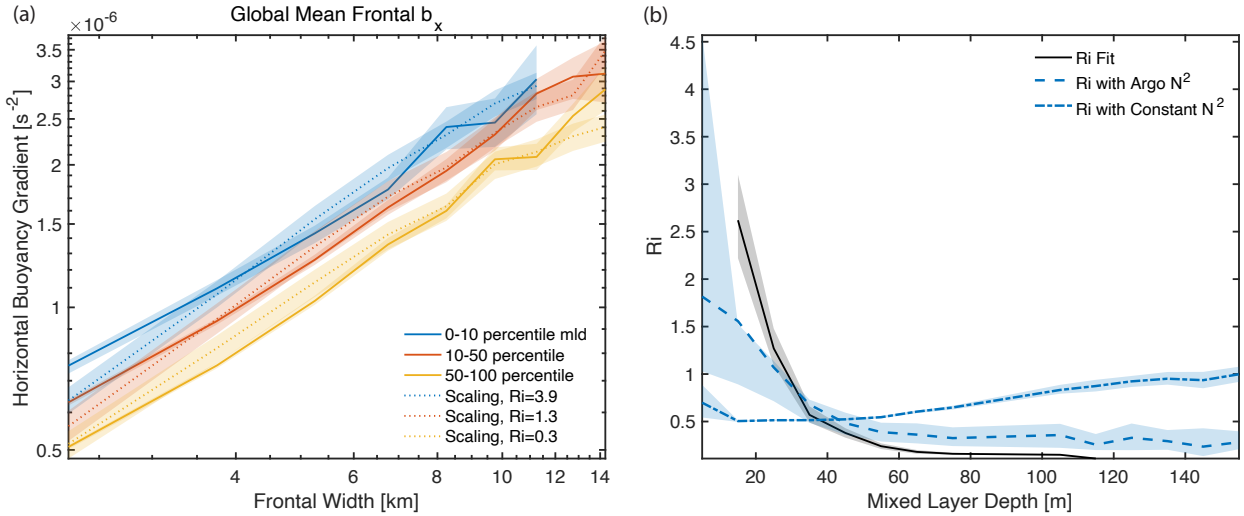 (a)
Global Mean Frontal b_x
×10^-6
3.5
3
2.5
2
1.5
1
0.5
Horizontal Buoyancy Gradient [s^-2]
0-10 percentile mld
10-50 percentile
50-100 percentile
Scaling, Ri=3.9
Scaling, Ri=1.3
Scaling, Ri=0.3
4
6
8
10
12
14
Frontal Width [km]
(b)
4.5
4
3.5
3
2.5
2
1.5
1
0.5
Ri
Ri Fit
Ri with Argo N^2
Ri with Constant N^2
20
40
60
80
100
120
140
Mixed Layer Depth [m]